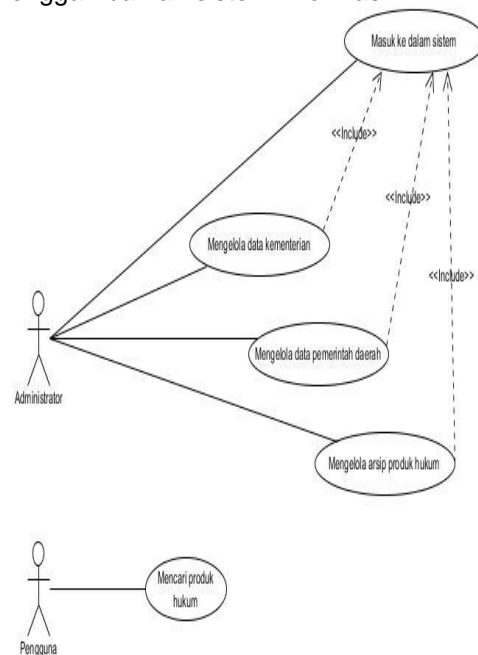 Masuk ke dalam sistem
<<Include>>
<<Include>>
Mengelola data kementerian
<<Include>>
Mengelola data pemerintah daerah
Administrator
Mengelola arsip produk hukum
Mencari produk
hukum
Pengguna